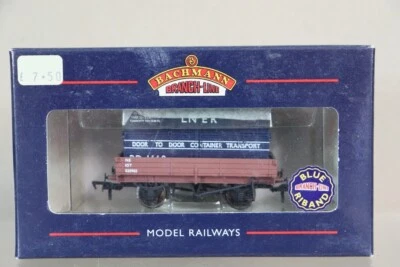 £ 7.50
BACHMANN
BRANCH-LINE
LNER
DOOR TO DOOR CONTAINER TRANSPORT
BLUE
BRANCH-LINE
RIBAND
MODEL RAILWAYS